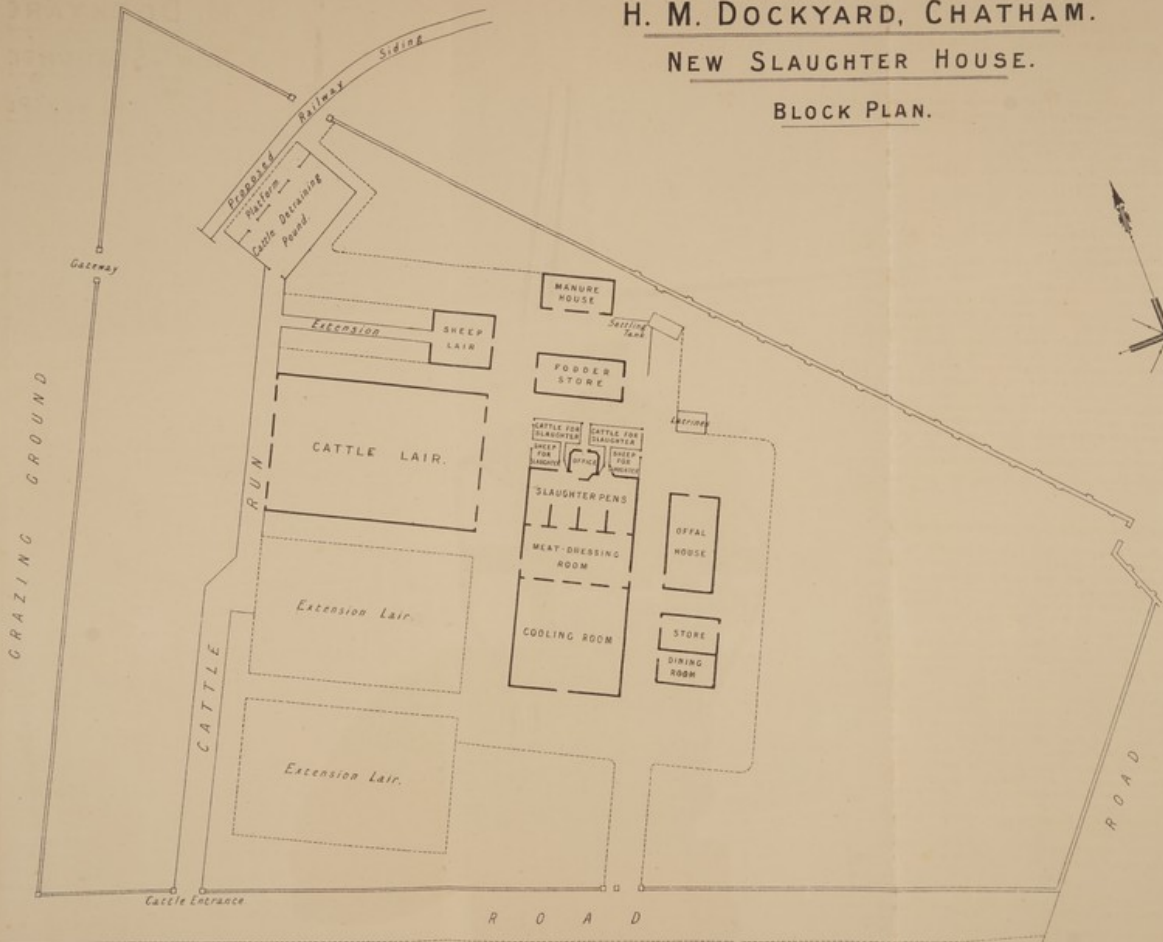 H. M. DOCKYARD, CHATHAM.
NEW SLAUGHTER HOUSE.
BLOCK PLAN.
Proposed Railway Siding
Platform
Cattle Detraining
Pound.
Gateway
MANURE
HOUSE
Extension
SHEEP
LAIR
Settling
Tank
FODDER
STORE
Latrines
CATTLE FOR
SLAUGHTER
CATTLE FOR
SLAUGHTER
SHEEP
FOR
SLAUGHTER
OFFICE
SHEEP
FOR
SLAUGHTER
CATTLE LAIR.
SLAUGHTER PENS
OFFAL
HOUSE
MEAT-DRESSING
ROOM
GRAZING GROUND
CATTLE RUN
Extension Lair.
COOLING ROOM
STORE
DINING
ROOM
Extension Lair.
ROAD
Cattle Entrance
ROAD